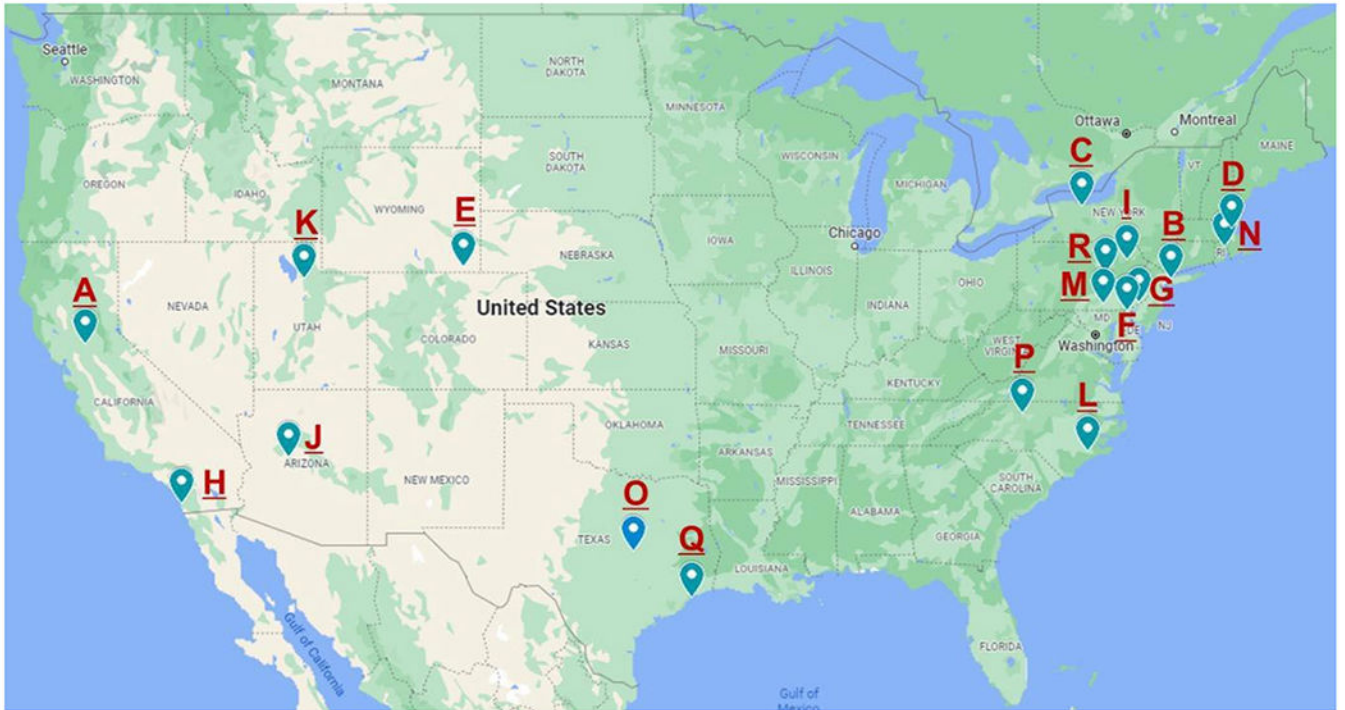 Seattle
WASHINGTON
MONTANA
NORTH
DAKOTA
MINNESOTA
Ottawa
Montreal
MAINE
C
VT
D
OREGON
IDAHO
WYOMING
SOUTH
DAKOTA
WISCONSIN
MICHIGAN
NEW YORK
I
K
E
Chicago
R
B
N
RI
A
NEVADA
NEBRASKA
IOWA
ILLINOIS
INDIANA
OHIO
M
G
United States
UTAH
COLORADO
KANSAS
MISSOURI
WEST
VIRGINIA
MD
DE
NJ
F
Washington
P
CALIFORNIA
KENTUCKY
L
J
ARIZONA
H
NEW MEXICO
OKLAHOMA
TENNESSEE
ARKANSAS
MISSISSIPPI
SOUTH
CAROLINA
O
TEXAS
Q
ALABAMA
GEORGIA
LOUISIANA
Gulf of California
FLORIDA
Gulf of
Mexico